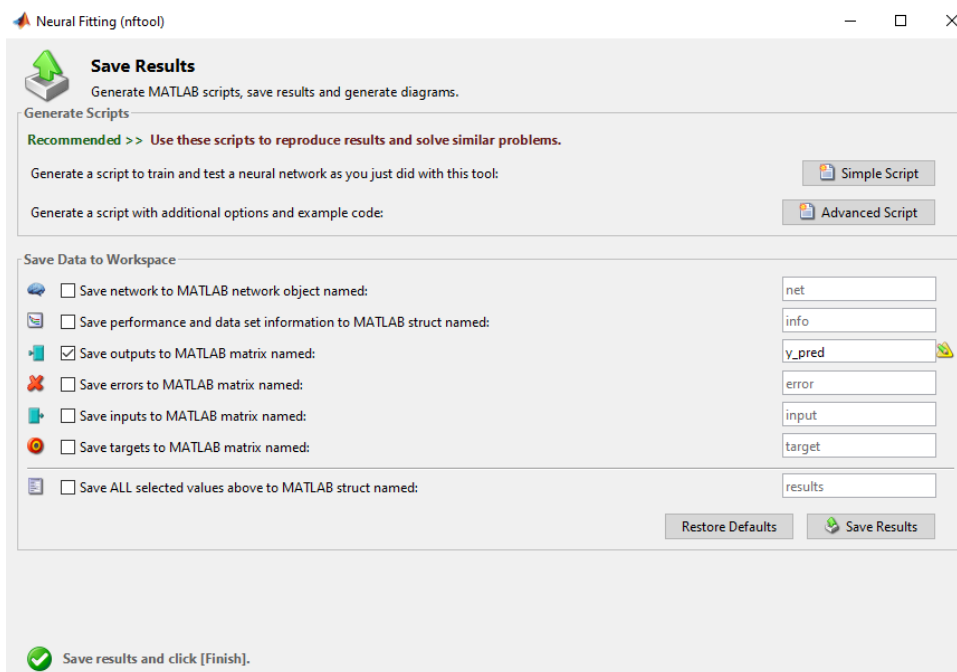 Neural Fitting (nftool)
Save Results
Generate MATLAB scripts, save results and generate diagrams.
Generate Scripts
Recommended >> Use these scripts to reproduce results and solve similar problems.
Generate a script to train and test a neural network as you just did with this tool:
Simple Script
Generate a script with additional options and example code:
Advanced Script
Save Data to Workspace
Save network to MATLAB network object named:
net
Save performance and data set information to MATLAB struct named:
info
Save outputs to MATLAB matrix named:
y_pred
Save errors to MATLAB matrix named:
error
Save inputs to MATLAB matrix named:
input
Save targets to MATLAB matrix named:
target
Save ALL selected values above to MATLAB struct named:
results
Restore Defaults
Save Results
Save results and click [Finish].